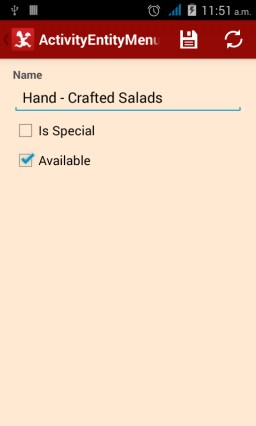 11:51 a.m.
ActivityEntityMenu
Name
Hand - Crafted Salads
Is Special
Available